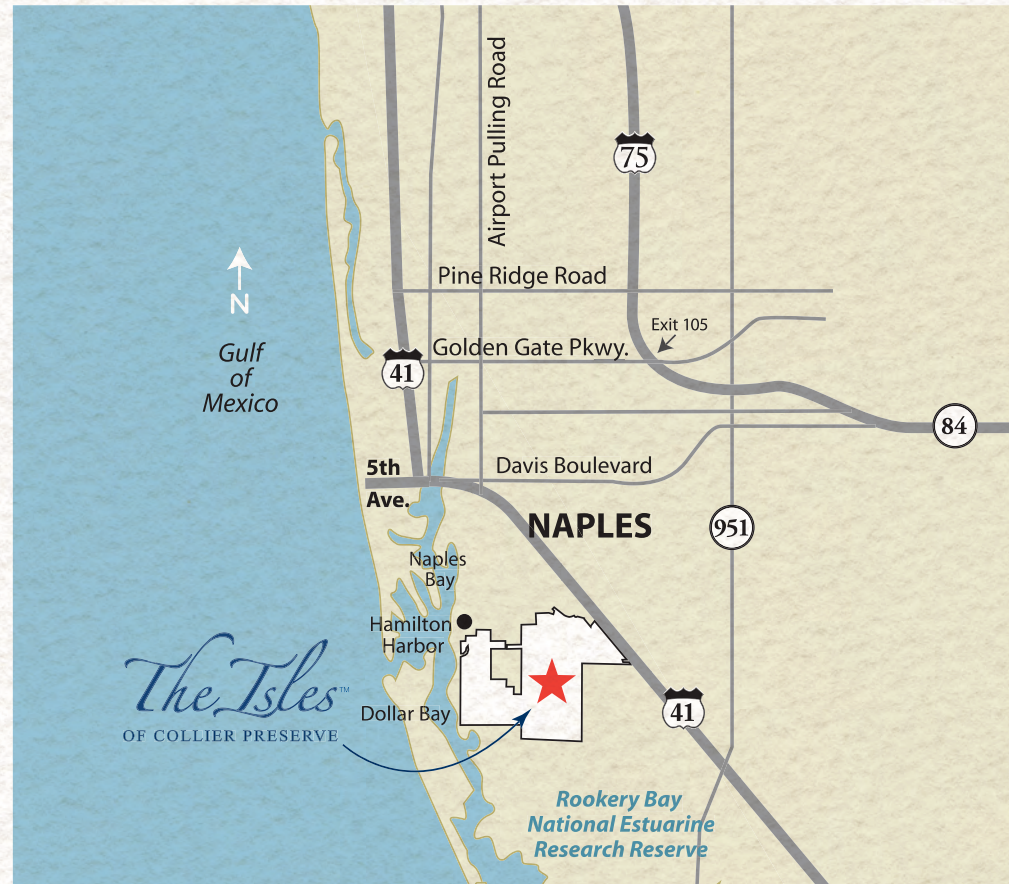 Airport Pulling Road
75
Pine Ridge Road
N
Exit 105
Gulf
of
Mexico
Golden Gate Pkwy.
41
84
5th
Ave.
Davis Boulevard
NAPLES
951
Naples
Bay
Hamilton
Harbor
The Isles™
OF COLLIER PRESERVE
Dollar Bay
41
Rookery Bay
National Estuarine
Research Reserve